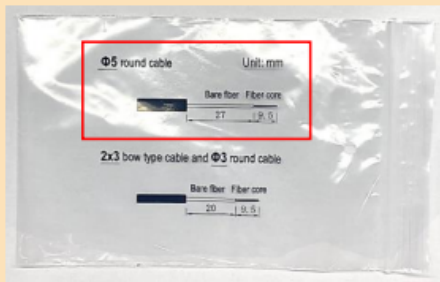 Φ5 round cable Unit: mm
Bare fber Fiber core
27 9.5
2x3 bow type cable and Φ3 round cable
Bare fiber Fiber core
20 9.5